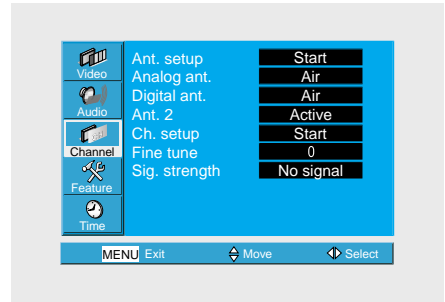 Video
Audio
Channel
Feature
Time
Ant. setup Start
Analog ant. Air
Digital ant. Air
Ant. 2 Active
Ch. setup Start
Fine tune 0
Sig. strength No signal
MENU Exit Move Select